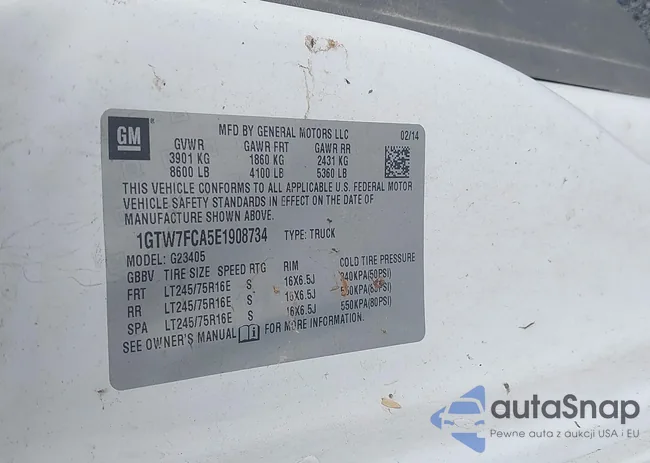 GM
MFD BY GENERAL MOTORS LLC 02/14
GVWR GAWR FRT GAWR RR
3901 KG 1860 KG 2431 KG
8600 LB 4100 LB 5360 LB
THIS VEHICLE CONFORMS TO ALL APPLICABLE U.S. FEDERAL MOTOR
VEHICLE SAFETY STANDARDS IN EFFECT ON THE DATE OF
MANUFACTURE SHOWN ABOVE.
1GTW7FCA5E1908734 TYPE: TRUCK
MODEL: G23405
GBBV TIRE SIZE SPEED RTG RIM COLD TIRE PRESSURE
FRT LT245/75R16E S 16X6.5J 340KPA(50PSI)
RR LT245/75R16E S 16X6.5J 550KPA(80PSI)
SPA LT245/75R16E S 16X6.5J 550KPA(80PSI)
SEE OWNER'S MANUAL FOR MORE INFORMATION.
autaSnap
Pewne auta z aukcji USA i EU